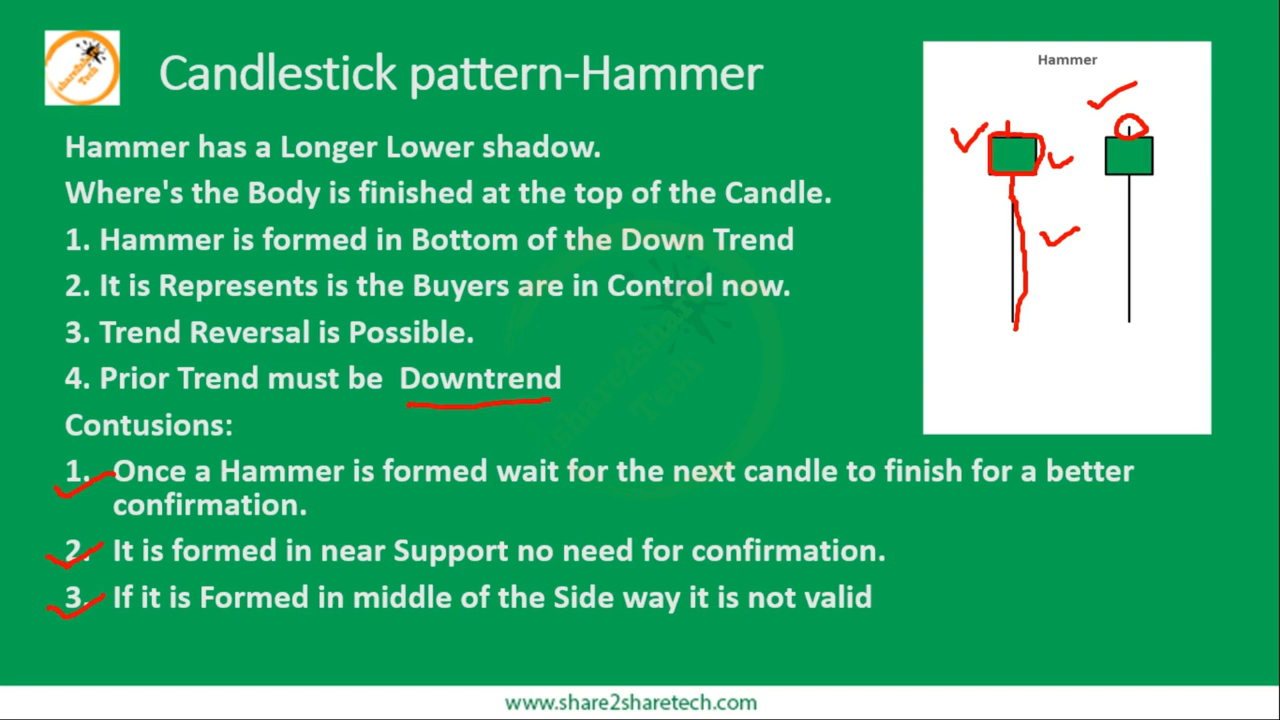 Candlestick pattern-Hammer
Hammer
Hammer has a Longer Lower shadow.
Where's the Body is finished at the top of the Candle.
1. Hammer is formed in Bottom of the Down Trend
2. It is Represents is the Buyers are in Control now.
3. Trend Reversal is Possible.
4. Prior Trend must be Downtrend
Contusions:
1. Once a Hammer is formed wait for the next candle to finish for a better
confirmation.
2. It is formed in near Support no need for confirmation.
3. If it is Formed in middle of the Side way it is not valid
share2share
Tech
www.share2sharetech.com